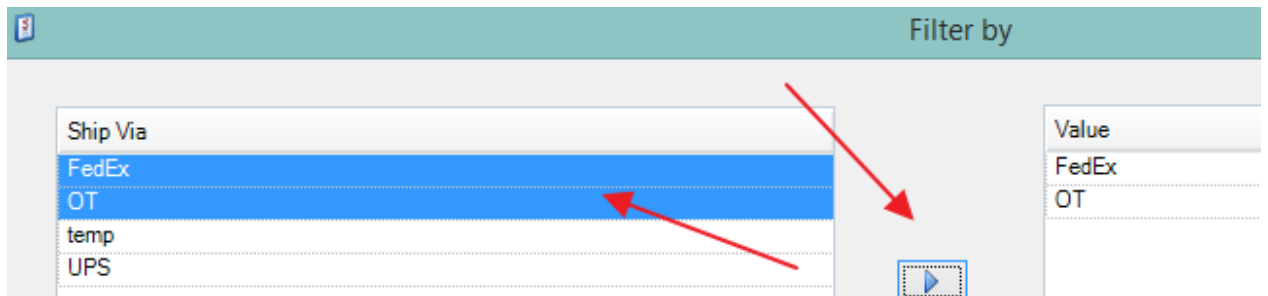 Filter by
Ship Via
FedEx
OT
temp
UPS
Value
FedEx
OT